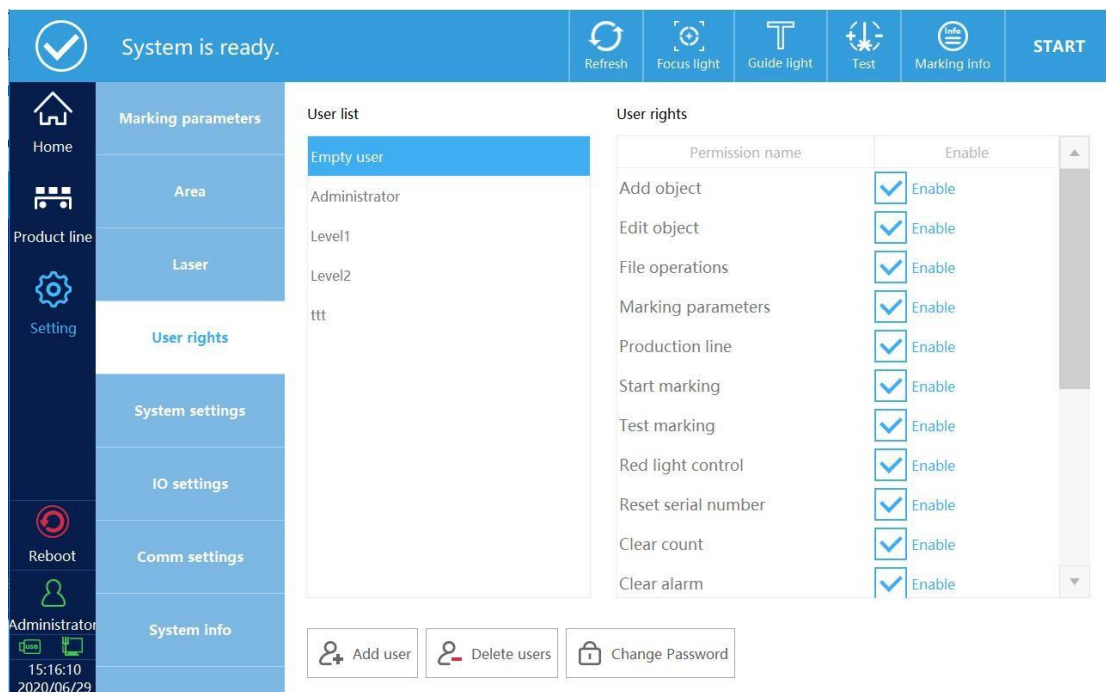 System is ready.
Refresh
Focus light
Guide light
Test
Info
Marking info
START
Home
Product line
Setting
Reboot
Administrator
USB
15:16:10
2020/06/29
Marking parameters
Area
Laser
User rights
System settings
IO settings
Comm settings
System info
User list
Empty user
Administrator
Level1
Level2
ttt
User rights
Permission name Enable
Add object Enable
Edit object Enable
File operations Enable
Marking parameters Enable
Production line Enable
Start marking Enable
Test marking Enable
Red light control Enable
Reset serial number Enable
Clear count Enable
Clear alarm Enable
Add user
Delete users
Change Password